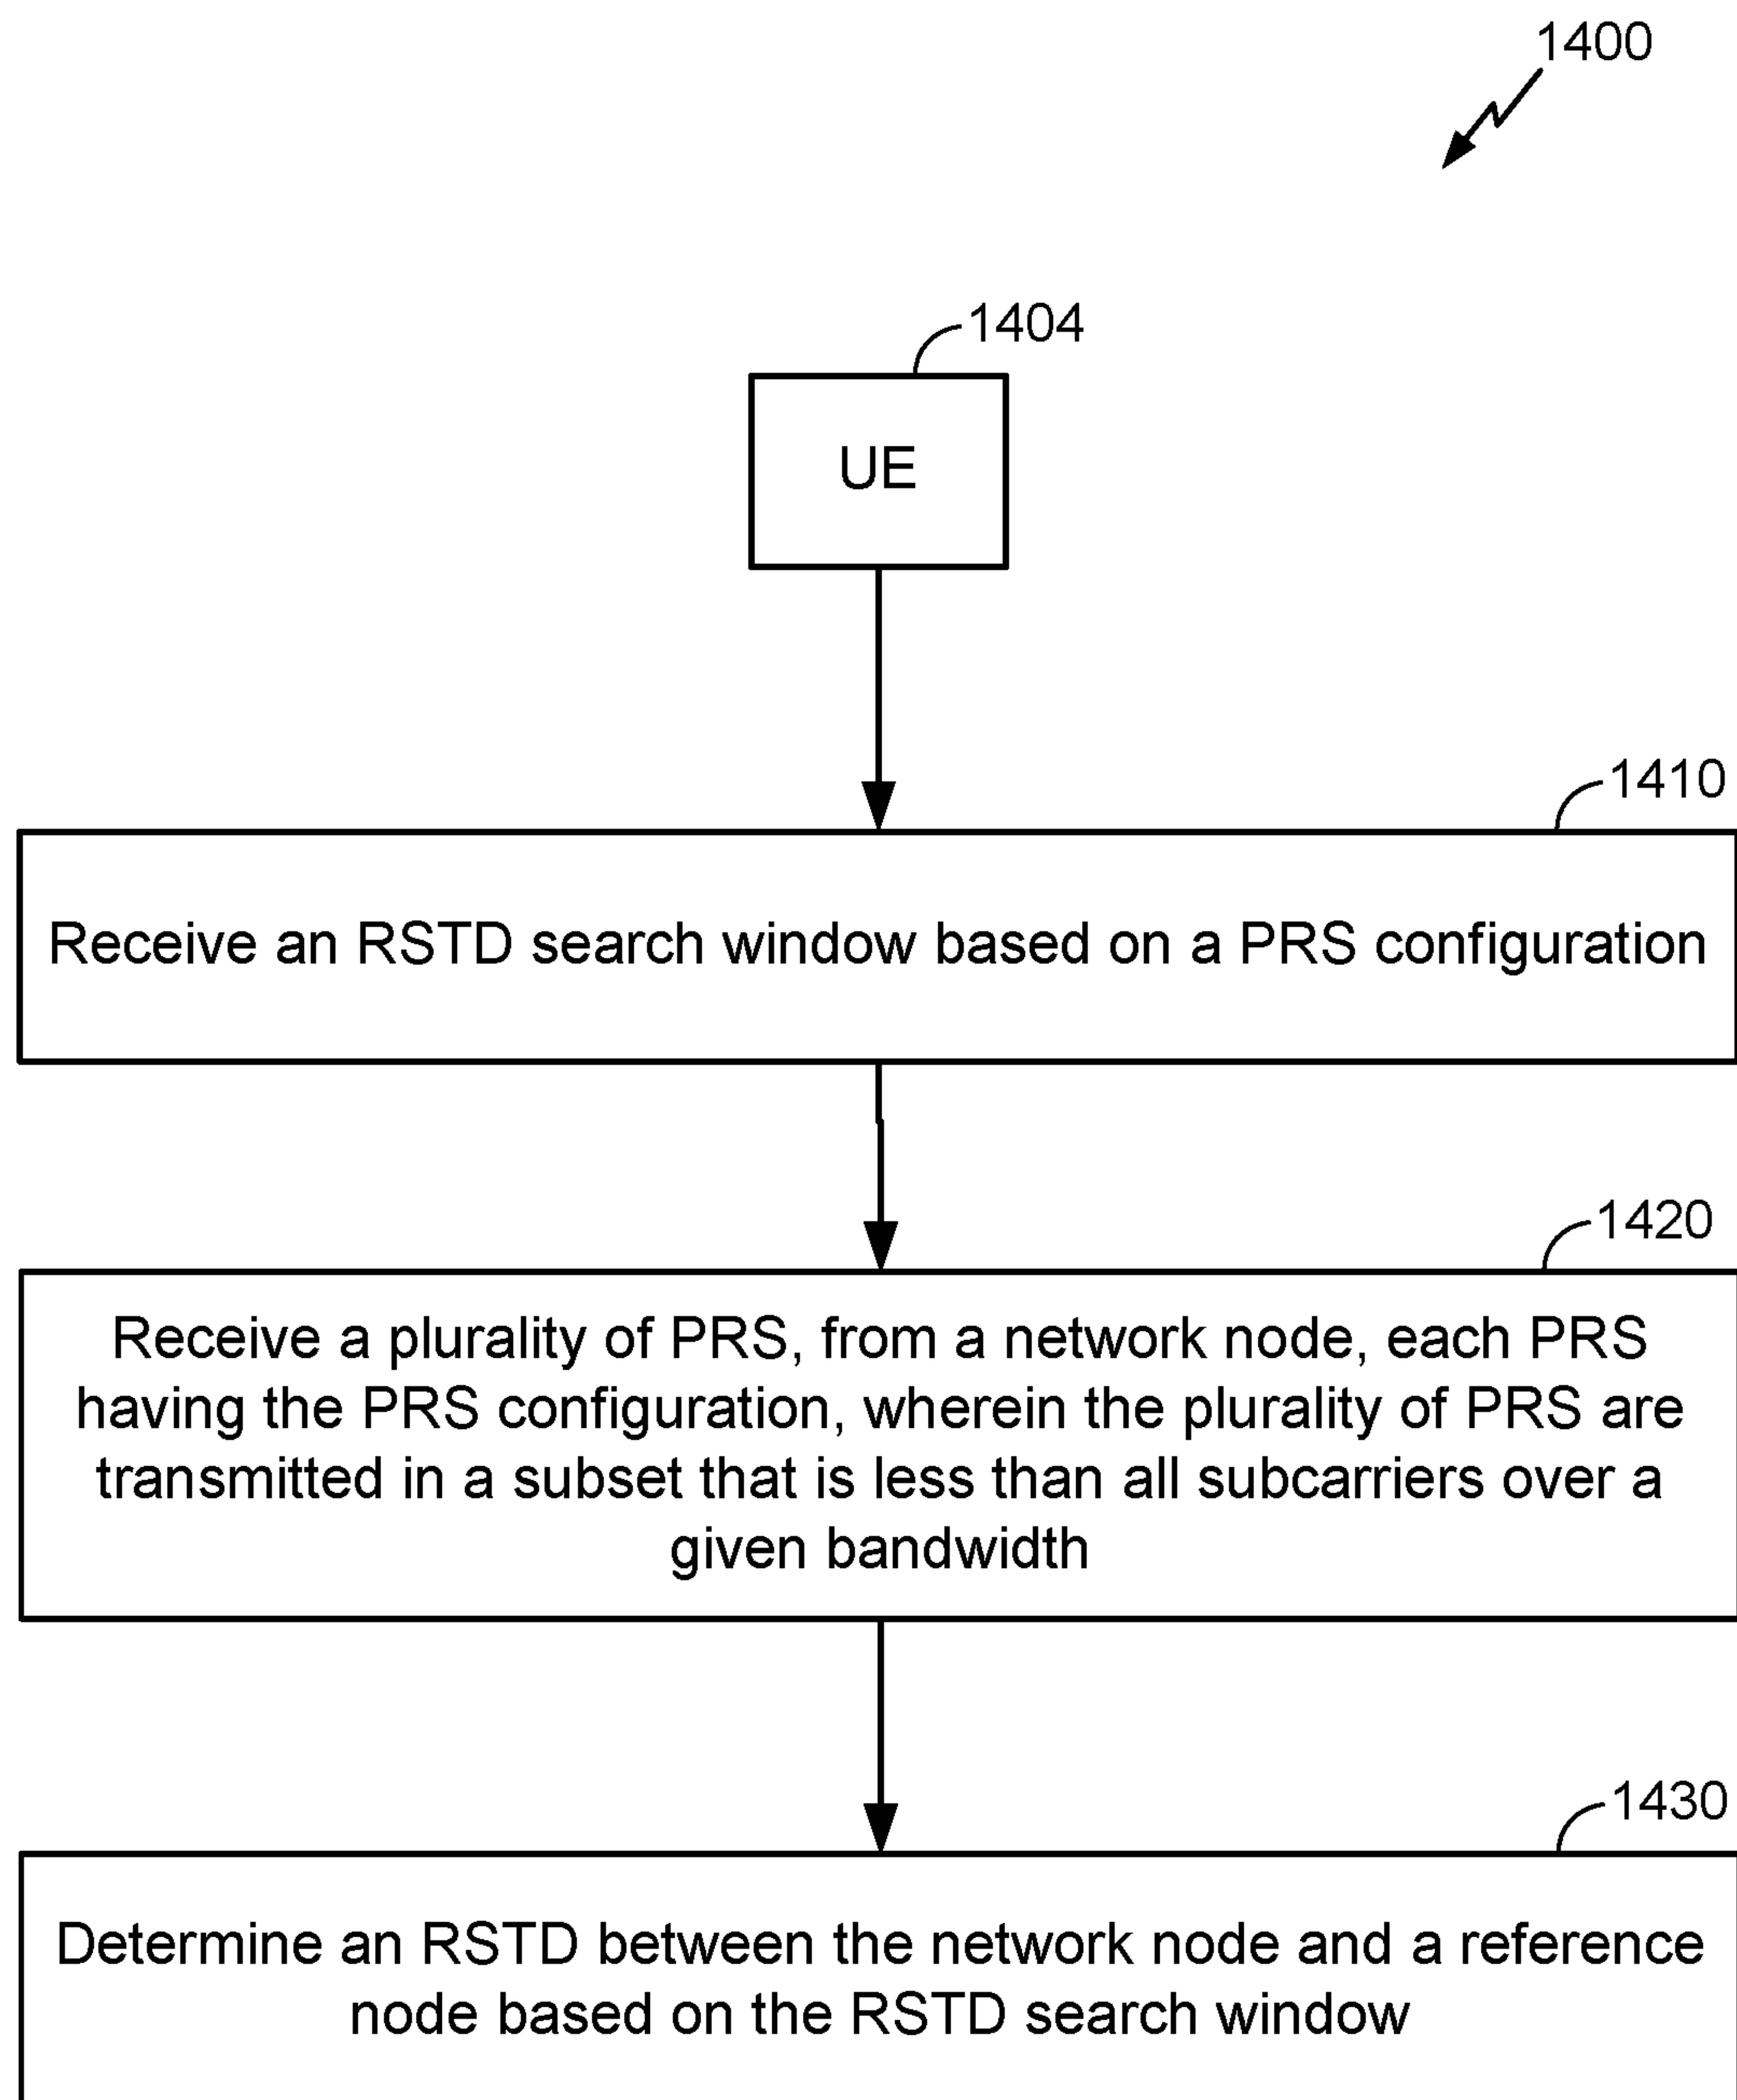 1400
1404
UE
1410
Receive an RSTD search window based on a PRS configuration
1420
Receive a plurality of PRS, from a network node, each PRS
having the PRS configuration, wherein the plurality of PRS are
transmitted in a subset that is less than all subcarriers over a
given bandwidth
1430
Determine an RSTD between the network node and a reference
node based on the RSTD search window